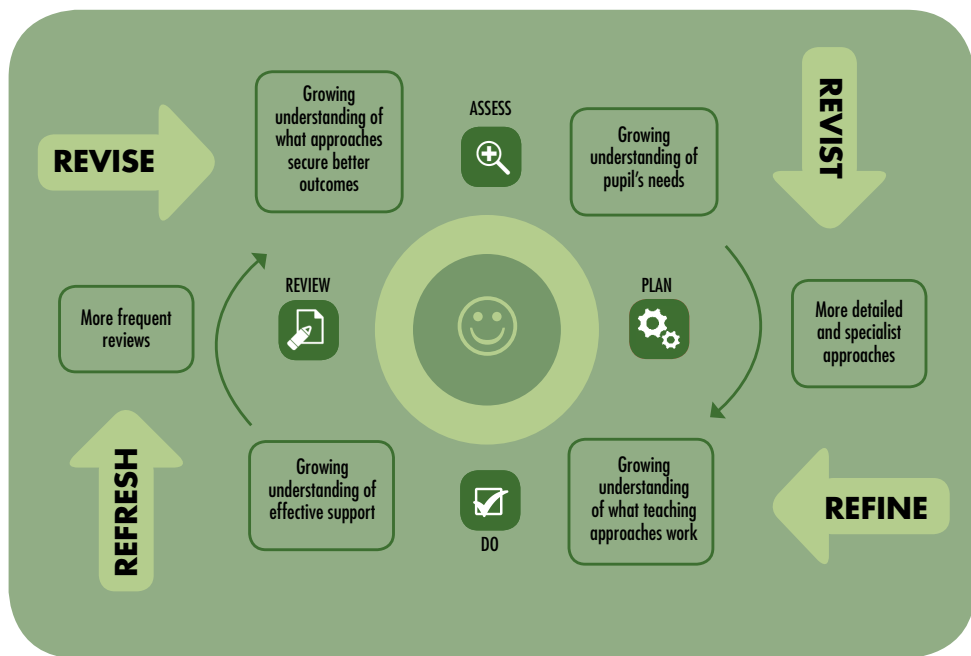 REVISE
Growing
understanding of
what approaches
secure better
outcomes
ASSESS
Growing
understanding of
pupil's needs
REVIST
More frequent
reviews
REVIEW
PLAN
More detailed
and specialist
approaches
REFRESH
Growing
understanding of
effective support
DO
Growing
understanding
of what teaching
approaches work
REFINE